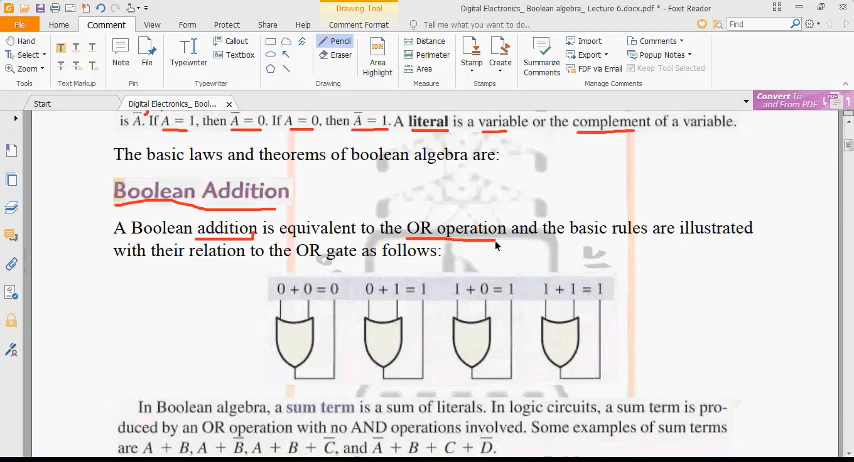 Drawing Tool
Digital Electronics_ Boolean algebra_ Lecture 6.docx.pdf * - Foxit Reader
File
Home
Comment
View
Form
Protect
Share
Help
Extras
Comment Format
Tell me what you want to do...
Find
Hand
Select
Zoom
Tools
Text Markup
Note
File
Pin
Typewriter
Callout
Textbox
Typewriter
Pencil
Eraser
Drawing
Area Highlight
Distance
Perimeter
Area
Measure
Stamp
Create
Stamps
Summarize Comments
Import
Export
FDF via Email
Comments
Popup Notes
Keep Tool Selected
Manage Comments
Start
Digital Electronics_ Bool...
Convert To
and From PDF
is A̅. If A = 1, then A̅ = 0. If A = 0, then A̅ = 1. A literal is a variable or the complement of a variable.
The basic laws and theorems of boolean algebra are:
Boolean Addition
A Boolean addition is equivalent to the OR operation and the basic rules are illustrated
with their relation to the OR gate as follows:
0 + 0 = 0 0 + 1 = 1 1 + 0 = 1 1 + 1 = 1
In Boolean algebra, a sum term is a sum of literals. In logic circuits, a sum term is pro-
duced by an OR operation with no AND operations involved. Some examples of sum terms
are A + B, A + B̅, A + B + C̅, and A̅ + B + C + D̅.